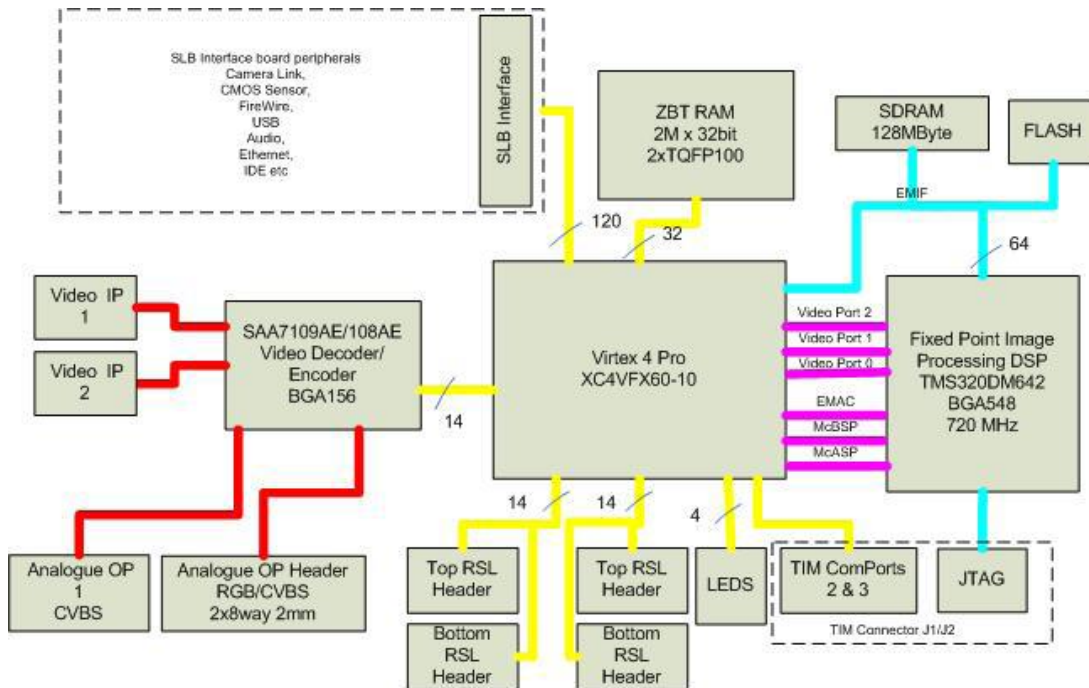 SLB Interface board peripherals
Camera Link,
CMOS Sensor,
FireWire,
USB
Audio,
Ethernet,
IDE etc
SLB Interface
ZBT RAM
2M x 32bit
2xTQFP100
SDRAM
128MByte
FLASH
EMIF
120
32
64
Video IP
1
Video IP
2
SAA7109AE/108AE
Video Decoder/
Encoder
BGA156
14
Virtex 4 Pro
XC4VFX60-10
Video Port 2
Video Port 1
Video Port 0
EMAC
McBSP
McASP
Fixed Point Image
Processing DSP
TMS320DM642
BGA548
720 MHz
14
14
4
Analogue OP
1
CVBS
Analogue OP Header
RGB/CVBS
2x8way 2mm
Top RSL
Header
Bottom
RSL
Header
Top RSL
Header
Bottom
RSL
Header
LEDS
TIM ComPorts
2 & 3
JTAG
TIM Connector J1/J2